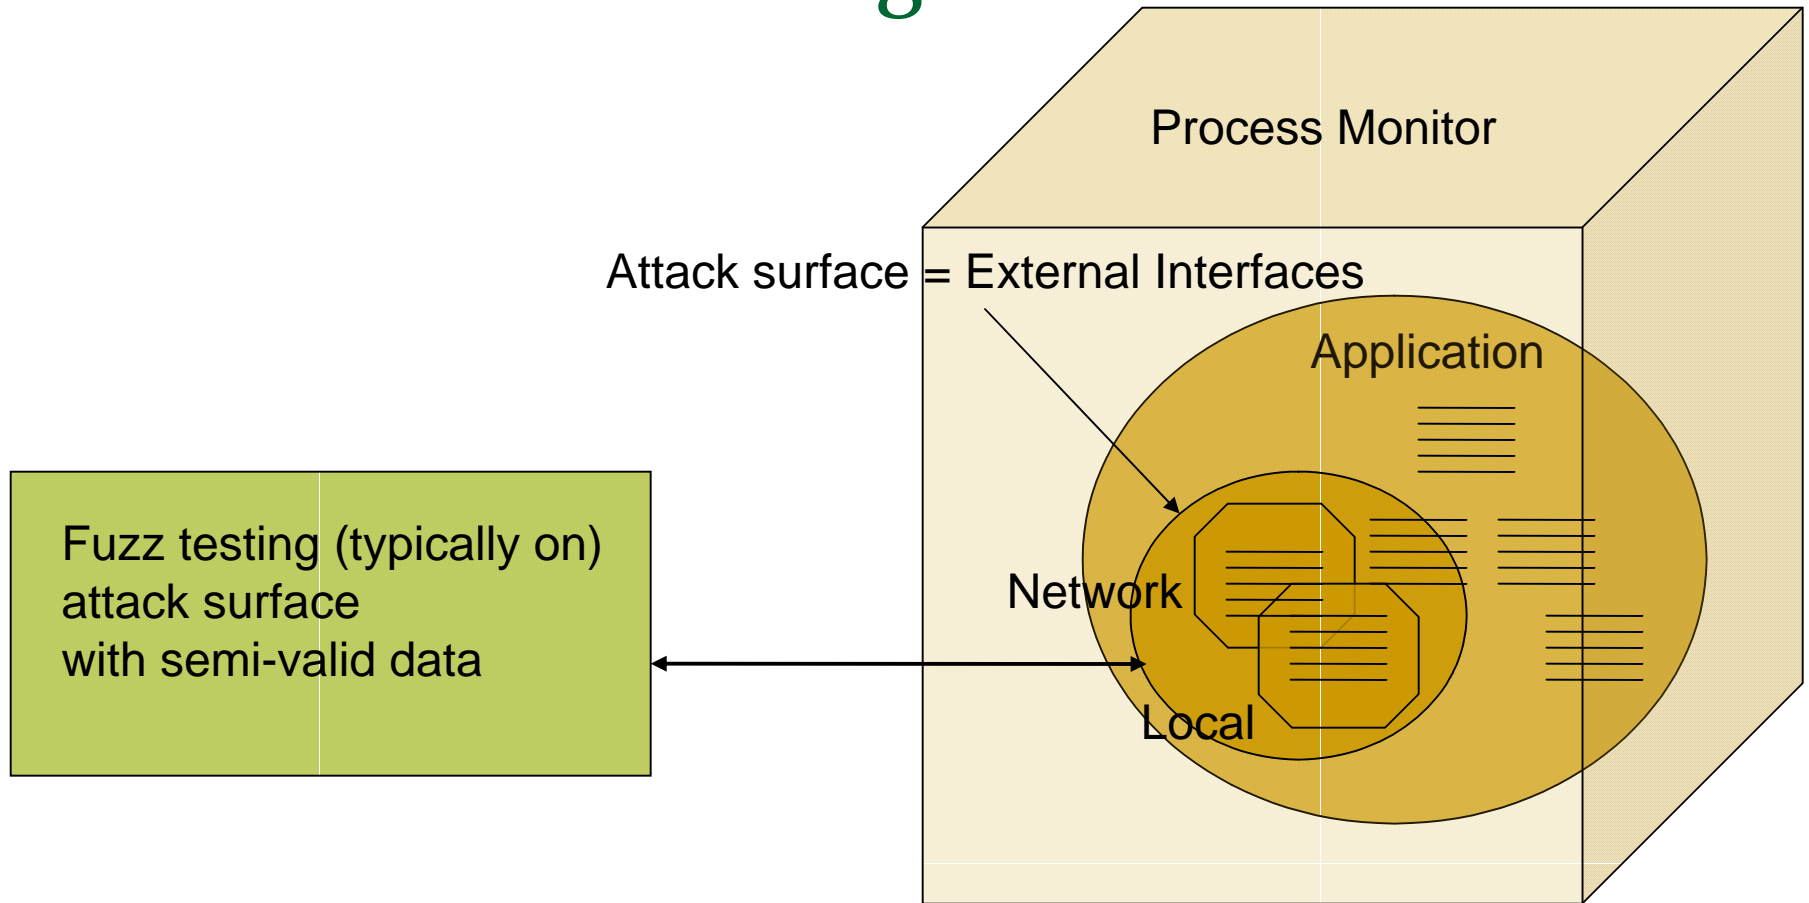 Process Monitor
Attack surface = External Interfaces
Application
Fuzz testing (typically on)
attack surface
with semi-valid data
Network
Local